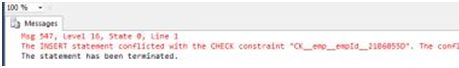 100 %
Messages
Msg 547, Level 16, State 0, Line 1
The INSERT statement conflicted with the CHECK constraint "CK__emp__empId__2106055D". The confl
The statement has been terminated.